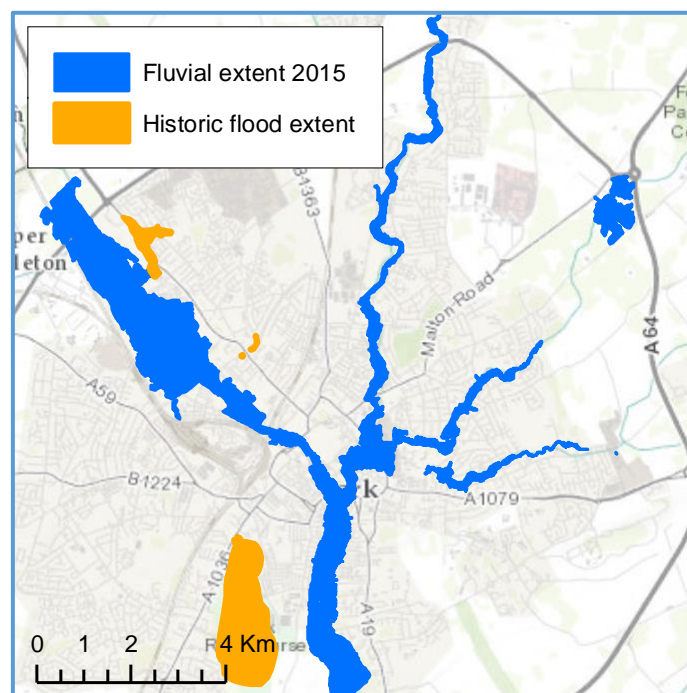 Fluvial extent 2015
Historic flood extent
B1363
Malton Road
A64
A59
B1224
A1079
A1036
A19
0 1 2 4 Km